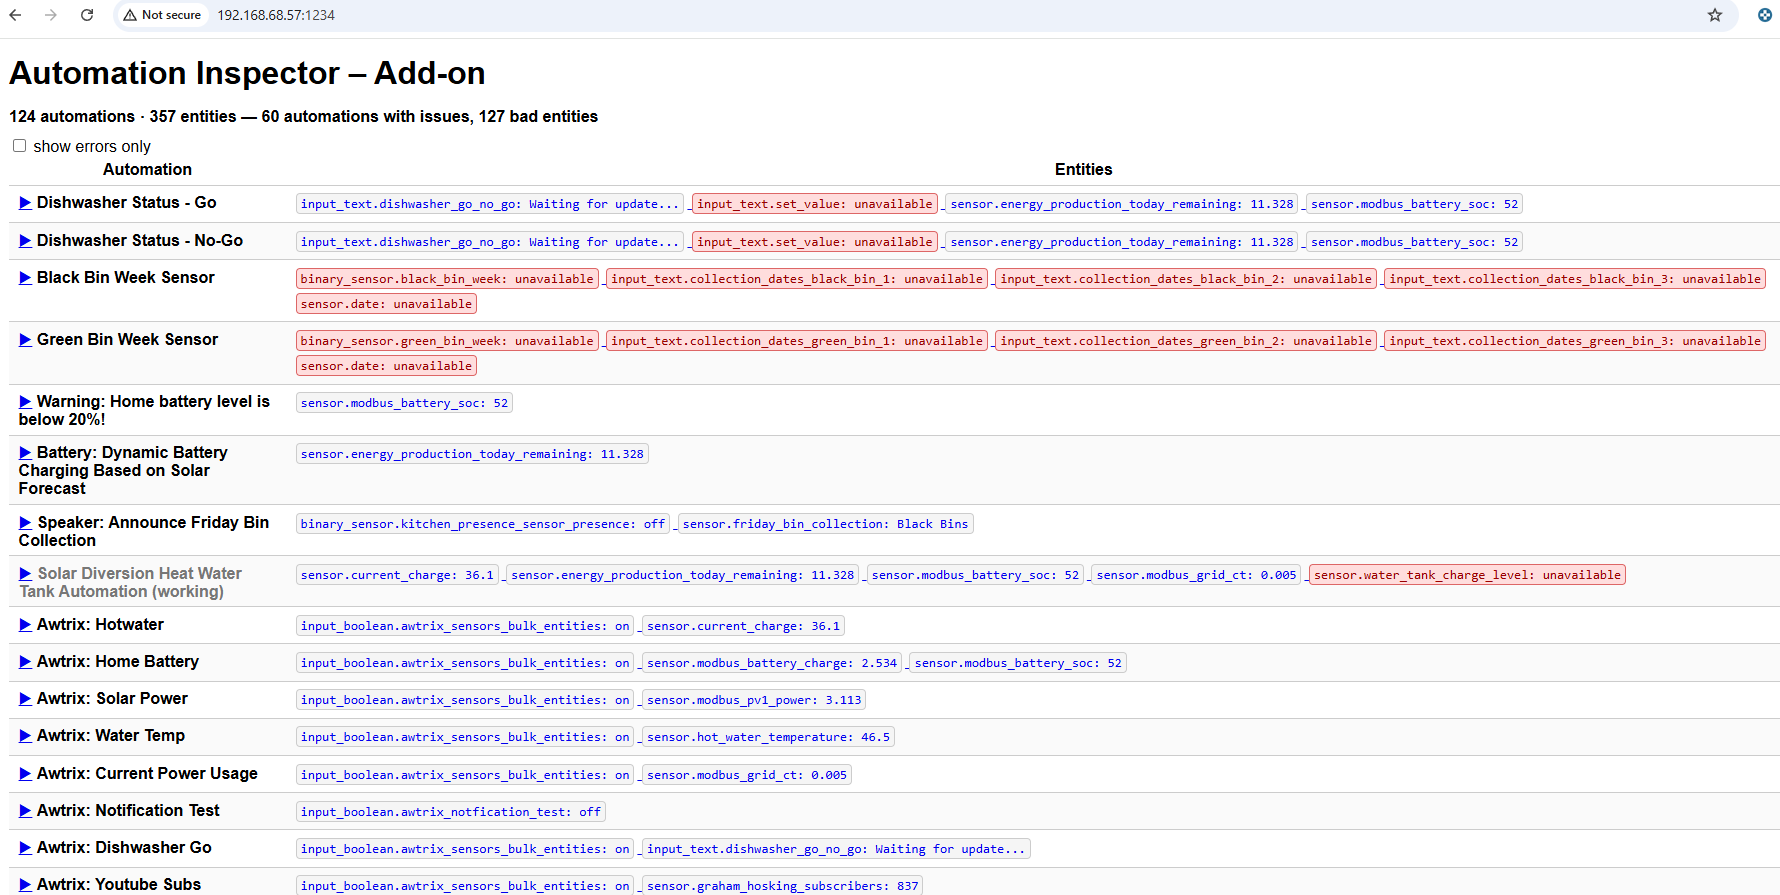 Not secure 192.168.68.57:1234
Automation Inspector – Add-on
124 automations · 357 entities — 60 automations with issues, 127 bad entities
show errors only
Automation Entities
▶ Dishwasher Status - Go input_text.dishwasher_go_no_go: Waiting for update... input_text.set_value: unavailable sensor.energy_production_today_remaining: 11.328 sensor.modbus_battery_soc: 52
▶ Dishwasher Status - No-Go input_text.dishwasher_go_no_go: Waiting for update... input_text.set_value: unavailable sensor.energy_production_today_remaining: 11.328 sensor.modbus_battery_soc: 52
▶ Black Bin Week Sensor binary_sensor.black_bin_week: unavailable input_text.collection_dates_black_bin_1: unavailable input_text.collection_dates_black_bin_2: unavailable input_text.collection_dates_black_bin_3: unavailable
sensor.date: unavailable
▶ Green Bin Week Sensor binary_sensor.green_bin_week: unavailable input_text.collection_dates_green_bin_1: unavailable input_text.collection_dates_green_bin_2: unavailable input_text.collection_dates_green_bin_3: unavailable
sensor.date: unavailable
▶ Warning: Home battery level is sensor.modbus_battery_soc: 52
below 20%!
▶ Battery: Dynamic Battery sensor.energy_production_today_remaining: 11.328
Charging Based on Solar
Forecast
▶ Speaker: Announce Friday Bin binary_sensor.kitchen_presence_sensor_presence: off sensor.friday_bin_collection: Black Bins
Collection
▶ Solar Diversion Heat Water sensor.current_charge: 36.1 sensor.energy_production_today_remaining: 11.328 sensor.modbus_battery_soc: 52 sensor.modbus_grid_ct: 0.005 sensor.water_tank_charge_level: unavailable
Tank Automation (working)
▶ Awtrix: Hotwater input_boolean.awtrix_sensors_bulk_entities: on sensor.current_charge: 36.1
▶ Awtrix: Home Battery input_boolean.awtrix_sensors_bulk_entities: on sensor.modbus_battery_charge: 2.534 sensor.modbus_battery_soc: 52
▶ Awtrix: Solar Power input_boolean.awtrix_sensors_bulk_entities: on sensor.modbus_pv1_power: 3.113
▶ Awtrix: Water Temp input_boolean.awtrix_sensors_bulk_entities: on sensor.hot_water_temperature: 46.5
▶ Awtrix: Current Power Usage input_boolean.awtrix_sensors_bulk_entities: on sensor.modbus_grid_ct: 0.005
▶ Awtrix: Notification Test input_boolean.awtrix_notfication_test: off
▶ Awtrix: Dishwasher Go input_boolean.awtrix_sensors_bulk_entities: on input_text.dishwasher_go_no_go: Waiting for update...
▶ Awtrix: Youtube Subs input_boolean.awtrix_sensors_bulk_entities: on sensor.graham_hosking_subscribers: 837